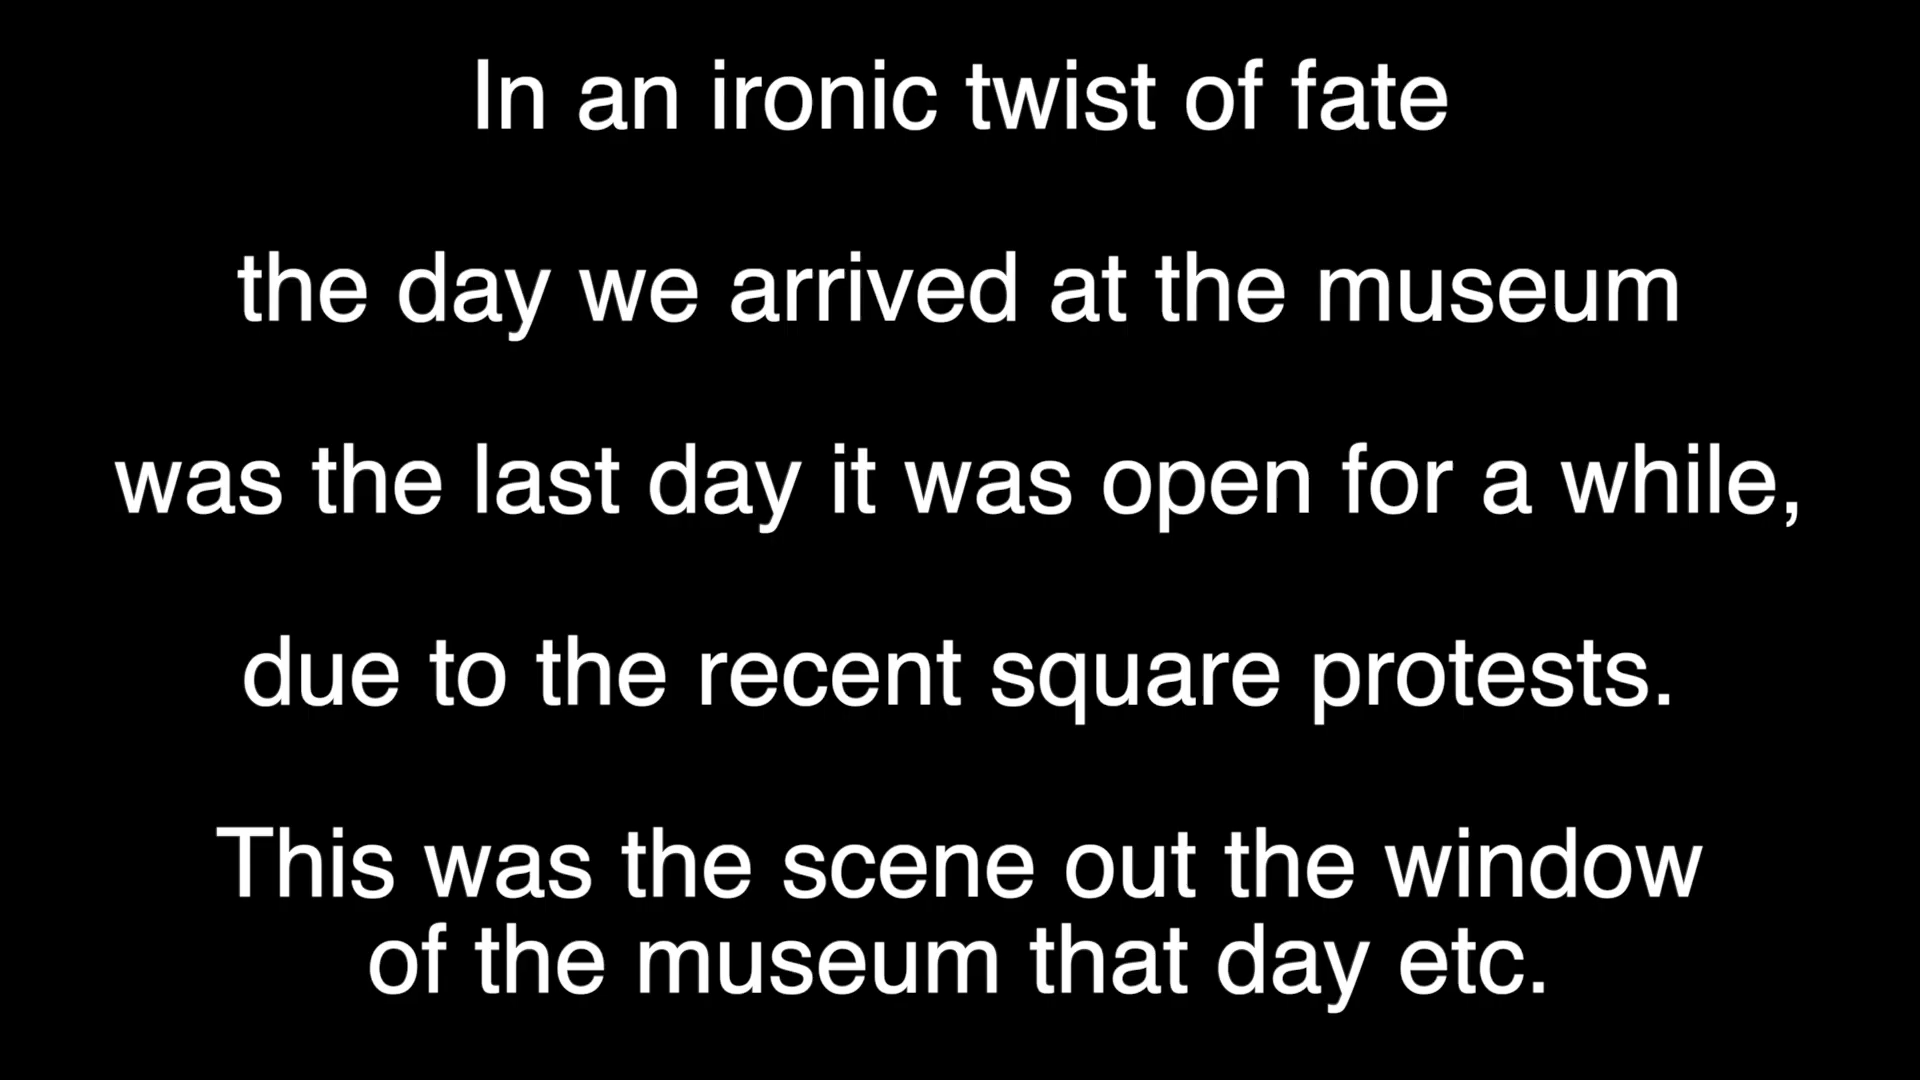 In an ironic twist of fate
the day we arrived at the museum
was the last day it was open for a while,
due to the recent square protests.
This was the scene out the window
of the museum that day etc.